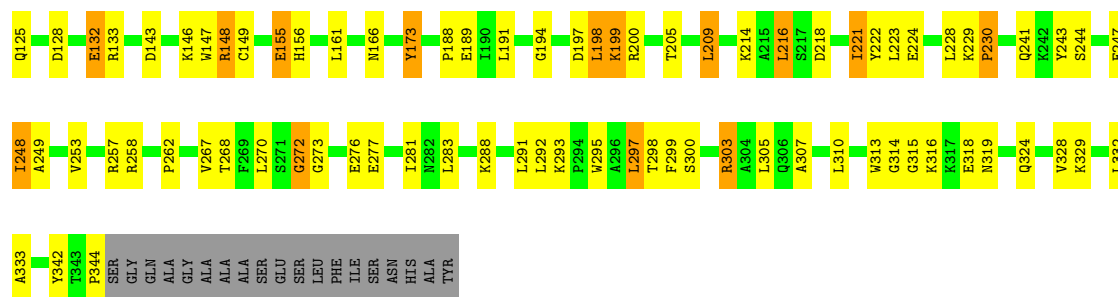 Q125 D128 E132 R133 D143 K146 W147 R148 C149 E155 H156 L161 N166 Y173 P188 E189 I190 L191 G194 D197 L198 K199 R200 T205 L209 K214 A215 L216 S217 D218 I221 Y222 L223 E224 L228 K229 P230 Q241 K242 Y243 S244
I248 A249 V253 R257 R258 P262 V267 T268 F269 L270 S271 G272 G273 E276 E277 I281 N282 L283 K288 L291 L292 K293 P294 W295 A296 L297 T298 F299 S300 R303 A304 L305 Q306 A307 L310 W313 G314 G315 K316 K317 E318 N319 Q324 V328 K329
A333 Y342 T343 P344 SER GLY GLN ALA GLY ALA ALA ALA SER GLU SER LEU PHE ILE SER ASN HIS ALA TYR